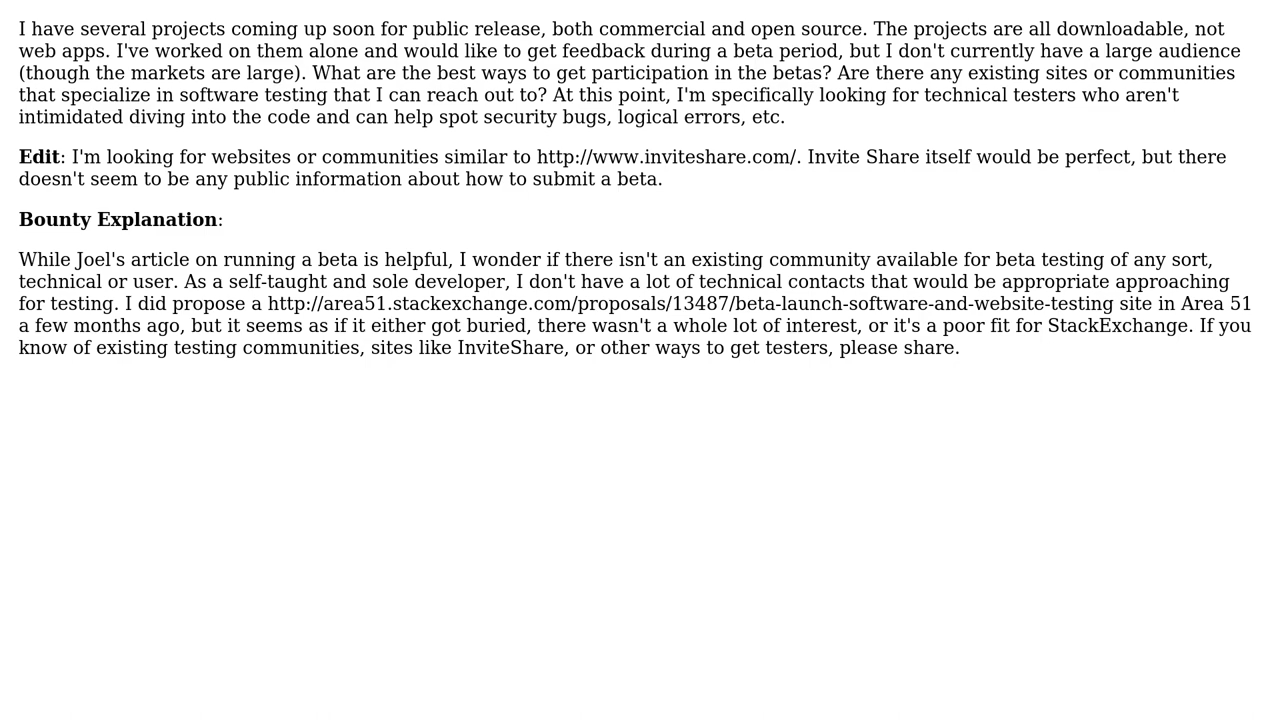 I have several projects coming up soon for public release, both commercial and open source. The projects are all downloadable, not
web apps. I've worked on them alone and would like to get feedback during a beta period, but I don't currently have a large audience
(though the markets are large). What are the best ways to get participation in the betas? Are there any existing sites or communities
that specialize in software testing that I can reach out to? At this point, I'm specifically looking for technical testers who aren't
intimidated diving into the code and can help spot security bugs, logical errors, etc.
Edit: I'm looking for websites or communities similar to http://www.inviteshare.com/. Invite Share itself would be perfect, but there
doesn't seem to be any public information about how to submit a beta.
Bounty Explanation:
While Joel's article on running a beta is helpful, I wonder if there isn't an existing community available for beta testing of any sort,
technical or user. As a self-taught and sole developer, I don't have a lot of technical contacts that would be appropriate approaching
for testing. I did propose a http://area51.stackexchange.com/proposals/13487/beta-launch-software-and-website-testing site in Area 51
a few months ago, but it seems as if it either got buried, there wasn't a whole lot of interest, or it's a poor fit for StackExchange. If you
know of existing testing communities, sites like InviteShare, or other ways to get testers, please share.